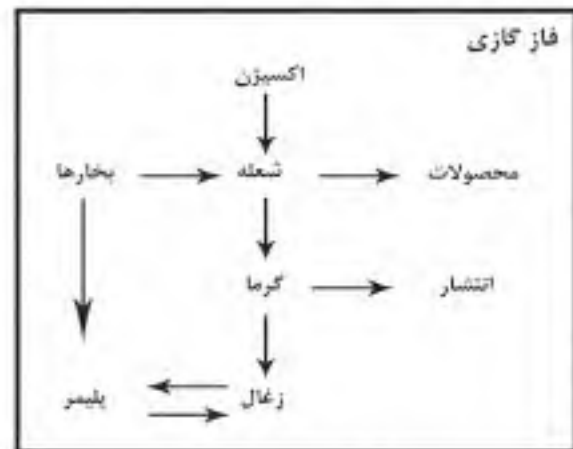 فاز گازی
اکسیژن
محصولات شعله بخارها
انتشار گرما
زغال پلیمر